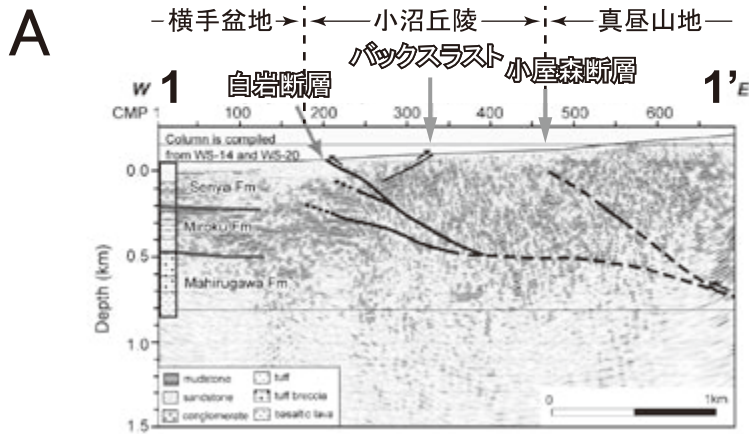 A
横手盆地
小沼丘陵
真昼山地
白岩断層
バックスラスト
小屋森断層
W 1
1' E
CMP 1 100 200 300 400 500 600
Column is compiled
from WS-14 and WS-20
0.0
Senya Fm
Miroku Fm
0.5
Mahirugawa Fm
Depth (km)
1.0
1.5
mudstone
tuff
sandstone
tuff breccia
conglomerate
basaltic lava
0 1km